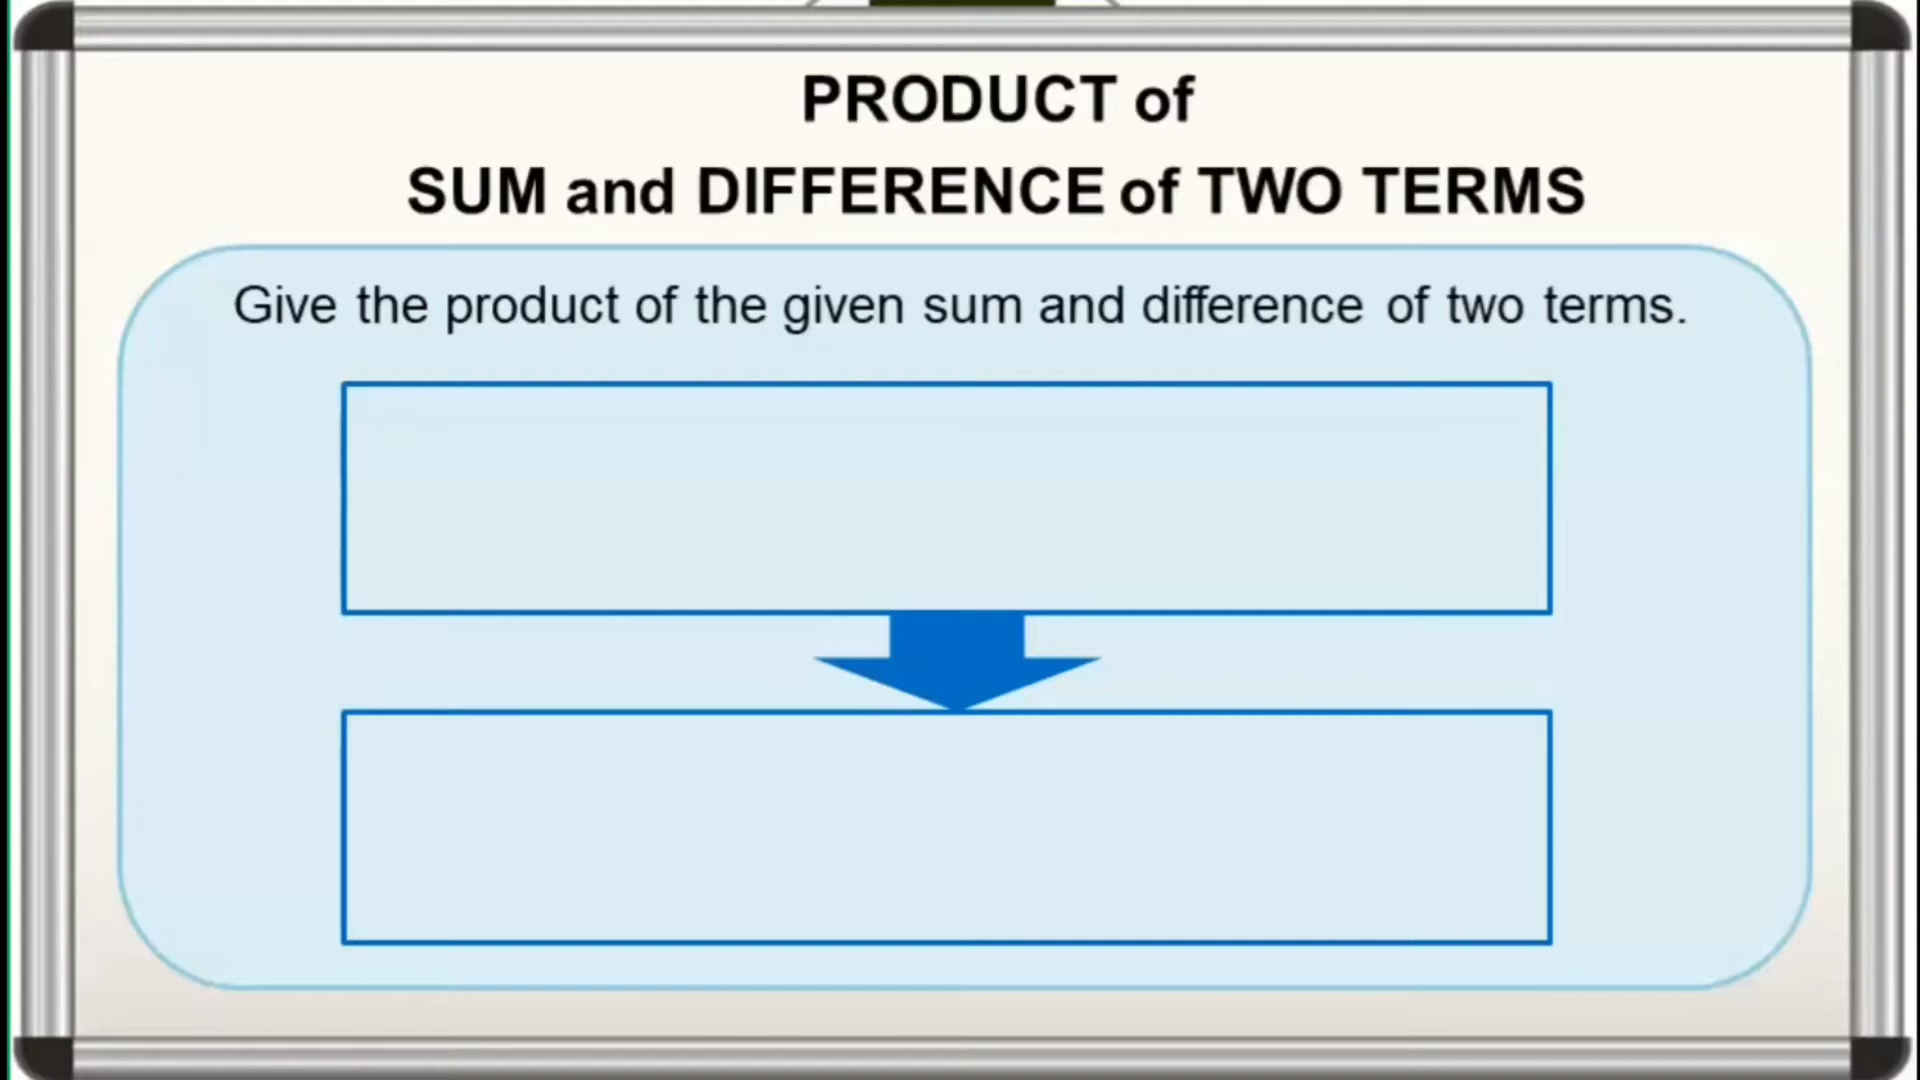 PRODUCT of
SUM and DIFFERENCE of TWO TERMS
Give the product of the given sum and difference of two terms.